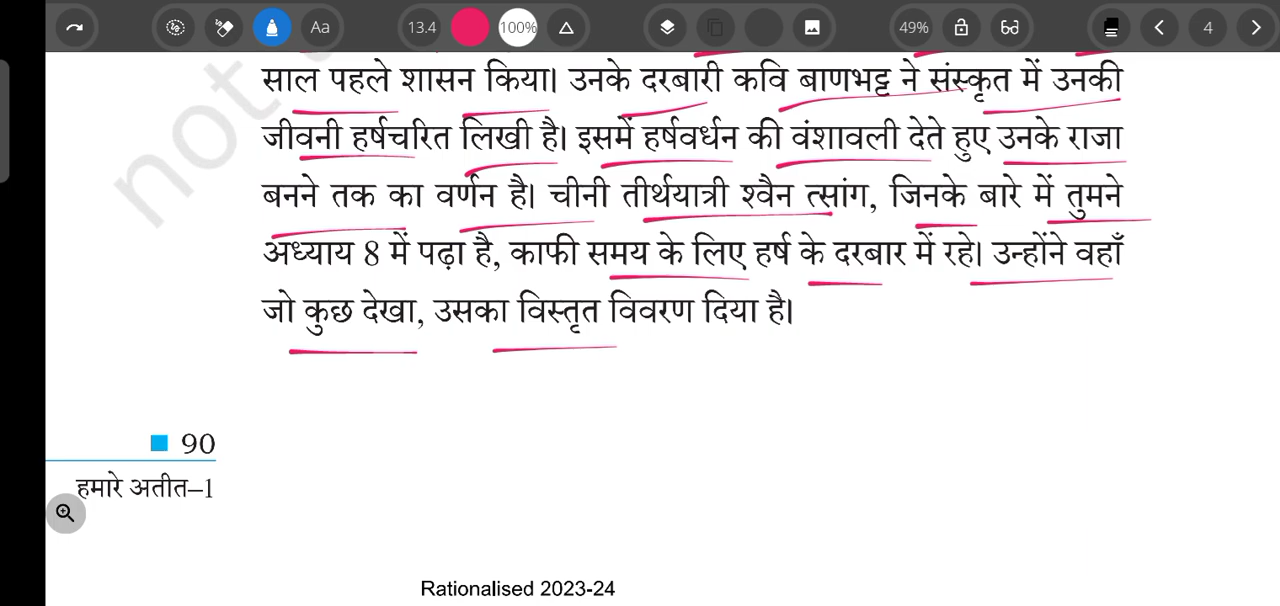 Aa 13.4 100% 49% 4
साल पहले शासन किया। उनके दरबारी कवि बाणभट्ट ने संस्कृत में उनकी
जीवनी हर्षचरित लिखी है। इसमें हर्षवर्धन की वंशावली देते हुए उनके राजा
बनने तक का वर्णन है। चीनी तीर्थयात्री श्वैन त्सांग, जिनके बारे में तुमने
अध्याय 8 में पढ़ा है, काफी समय के लिए हर्ष के दरबार में रहे। उन्होंने वहाँ
जो कुछ देखा, उसका विस्तृत विवरण दिया है।
90
हमारे अतीत–1
Rationalised 2023-24
not